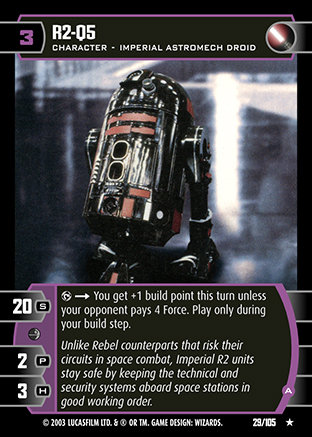 3
R2-Q5
CHARACTER - IMPERIAL ASTROMECH DROID
20 S
2 P
3 H
You get +1 build point this turn unless
your opponent pays 4 Force. Play only during
your build step.
Unlike Rebel counterparts that risk their
circuits in space combat, Imperial R2 units
stay safe by keeping the technical and
security systems aboard space stations in
good working order.
A
© 2003 LUCASFILM LTD. & ® OR TM. GAME DESIGN: WIZARDS. 29/105 ★